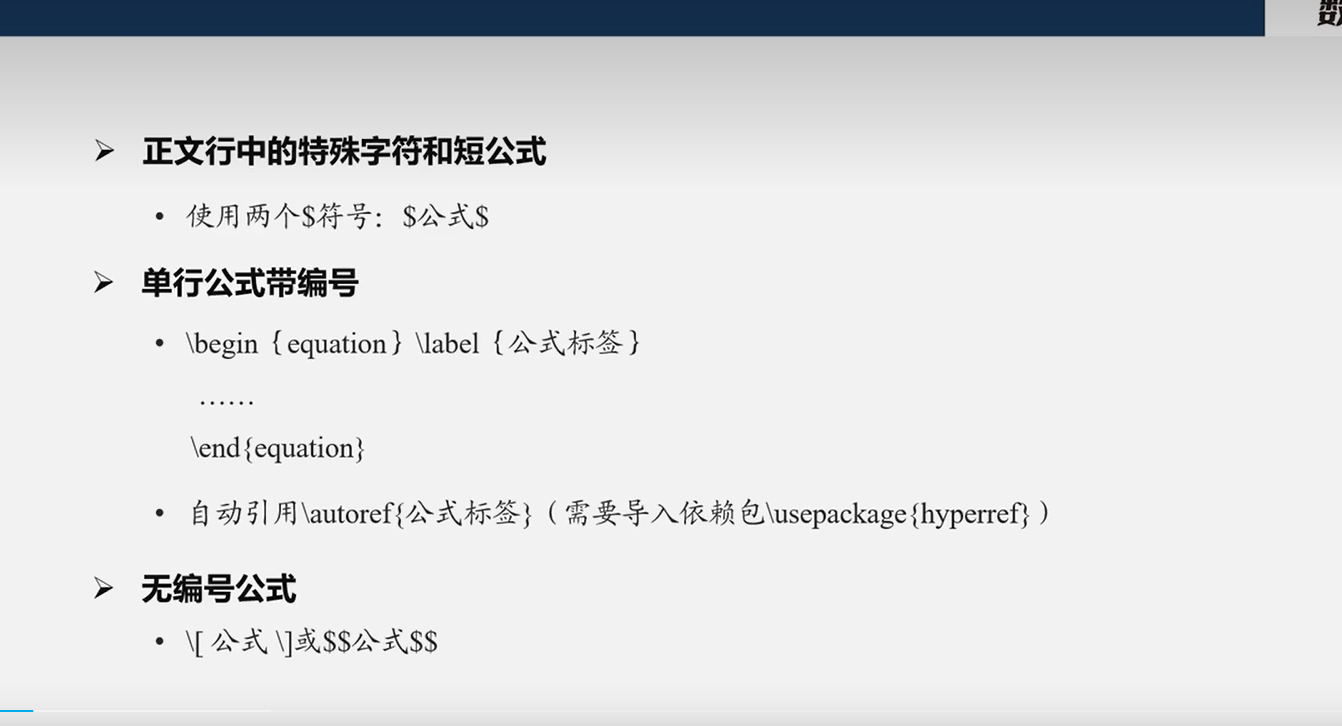 数
➢ 正文行中的特殊字符和短公式
• 使用两个$符号：$公式$
➢ 单行公式带编号
• \begin｛equation｝\label｛公式标签｝
……
\end{equation}
• 自动引用\autoref{公式标签}（需要导入依赖包\usepackage{hyperref}）
➢ 无编号公式
• \[ 公式 \]或$$公式$$